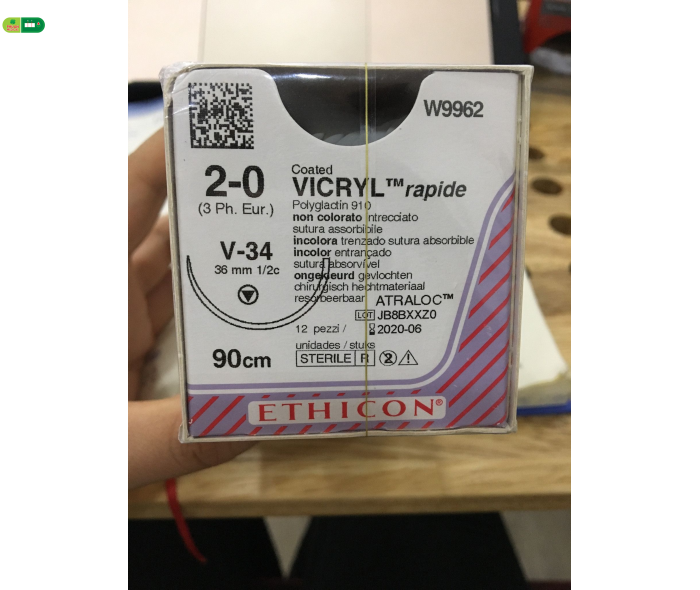 W9962
2-0
(3 Ph. Eur.)
Coated
VICRYL™ rapide
Polyglactin 910
non colorato intrecciato
sutura assorbibile
incolora trenzado sutura absorbible
incolor entrançado
sutura absorvível
ongekleurd gevlochten
chirurgisch hechtmateriaal
resorbeerbaar
V-34
36 mm 1/2c
ATRALOC™
LOT JB8BXXZ0
12 pezzi /
2020-06
unidades / stuks
90cm
STERILE R
2
ETHICON®